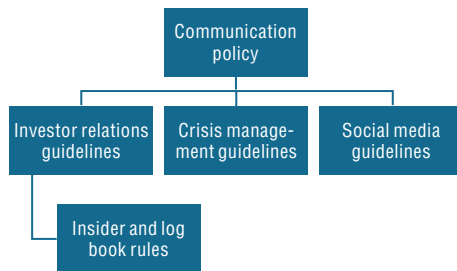 Communication
policy
Investor relations
guidelines
Crisis manage-
ment guidelines
Social media
guidelines
Insider and log
book rules